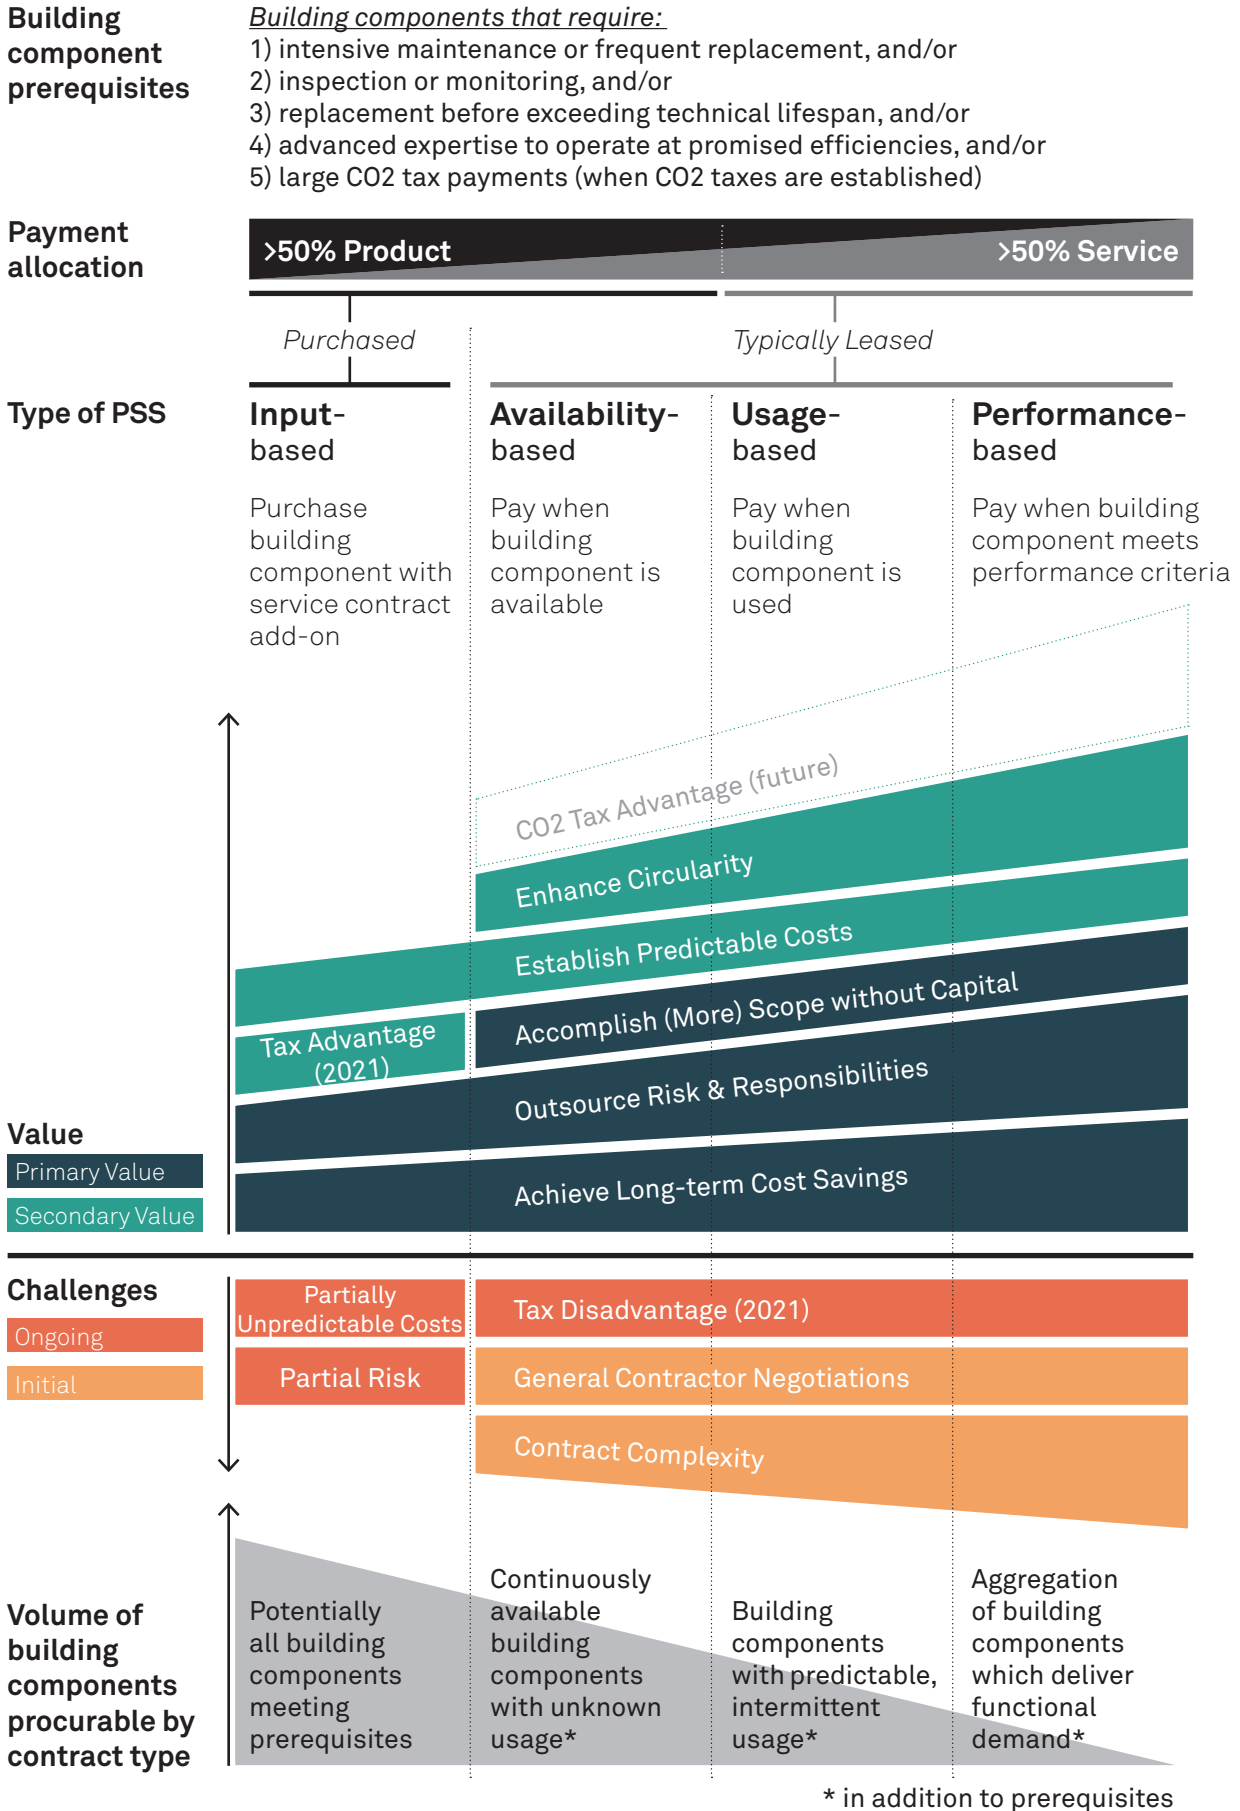 Building
component
prerequisites
Building components that require:
1) intensive maintenance or frequent replacement, and/or
2) inspection or monitoring, and/or
3) replacement before exceeding technical lifespan, and/or
4) advanced expertise to operate at promised efficiencies, and/or
5) large CO2 tax payments (when CO2 taxes are established)
Payment
allocation
>50% Product
>50% Service
Purchased
Typically Leased
Type of PSS
Input-
based
Purchase
building
component with
service contract
add-on
Availability-
based
Pay when
building
component is
available
Usage-
based
Pay when
building
component is
used
Performance-
based
Pay when building
component meets
performance criteria
CO2 Tax Advantage (future)
Enhance Circularity
Establish Predictable Costs
Accomplish (More) Scope without Capital
Tax Advantage
(2021)
Outsource Risk & Responsibilities
Achieve Long-term Cost Savings
Value
Primary Value
Secondary Value
Challenges
Ongoing
Initial
Partially
Unpredictable Costs
Partial Risk
Tax Disadvantage (2021)
General Contractor Negotiations
Contract Complexity
Volume of
building
components
procurable by
contract type
Potentially
all building
components
meeting
prerequisites
Continuously
available
building
components
with unknown
usage*
Building
components
with predictable,
intermittent
usage*
Aggregation
of building
components
which deliver
functional
demand*
* in addition to prerequisites